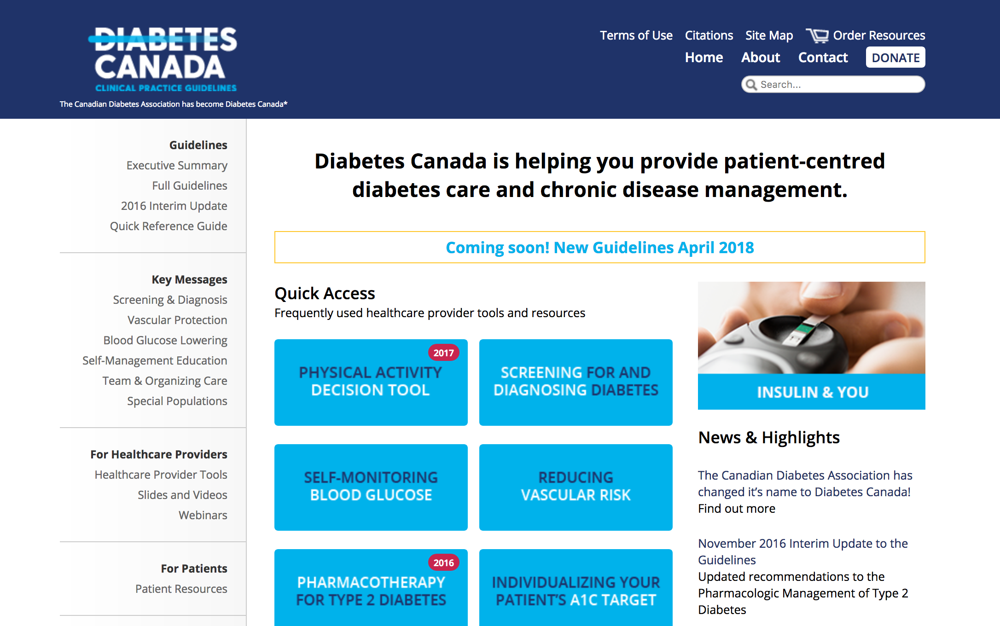 DIABETES
CANADA
CLINICAL PRACTICE GUIDELINES
The Canadian Diabetes Association has become Diabetes Canada*
Terms of Use Citations Site Map Order Resources
Home About Contact DONATE
Search...
Guidelines
Executive Summary
Full Guidelines
2016 Interim Update
Quick Reference Guide
Key Messages
Screening & Diagnosis
Vascular Protection
Blood Glucose Lowering
Self-Management Education
Team & Organizing Care
Special Populations
For Healthcare Providers
Healthcare Provider Tools
Slides and Videos
Webinars
For Patients
Patient Resources
Diabetes Canada is helping you provide patient-centred
diabetes care and chronic disease management.
Coming soon! New Guidelines April 2018
Quick Access
Frequently used healthcare provider tools and resources
2017
PHYSICAL ACTIVITY
DECISION TOOL
SCREENING FOR AND
DIAGNOSING DIABETES
SELF-MONITORING
BLOOD GLUCOSE
REDUCING
VASCULAR RISK
2016
PHARMACOTHERAPY
FOR TYPE 2 DIABETES
INDIVIDUALIZING YOUR
PATIENT'S A1C TARGET
INSULIN & YOU
News & Highlights
The Canadian Diabetes Association has
changed it’s name to Diabetes Canada!
Find out more
November 2016 Interim Update to the
Guidelines
Updated recommendations to the
Pharmacologic Management of Type 2
Diabetes